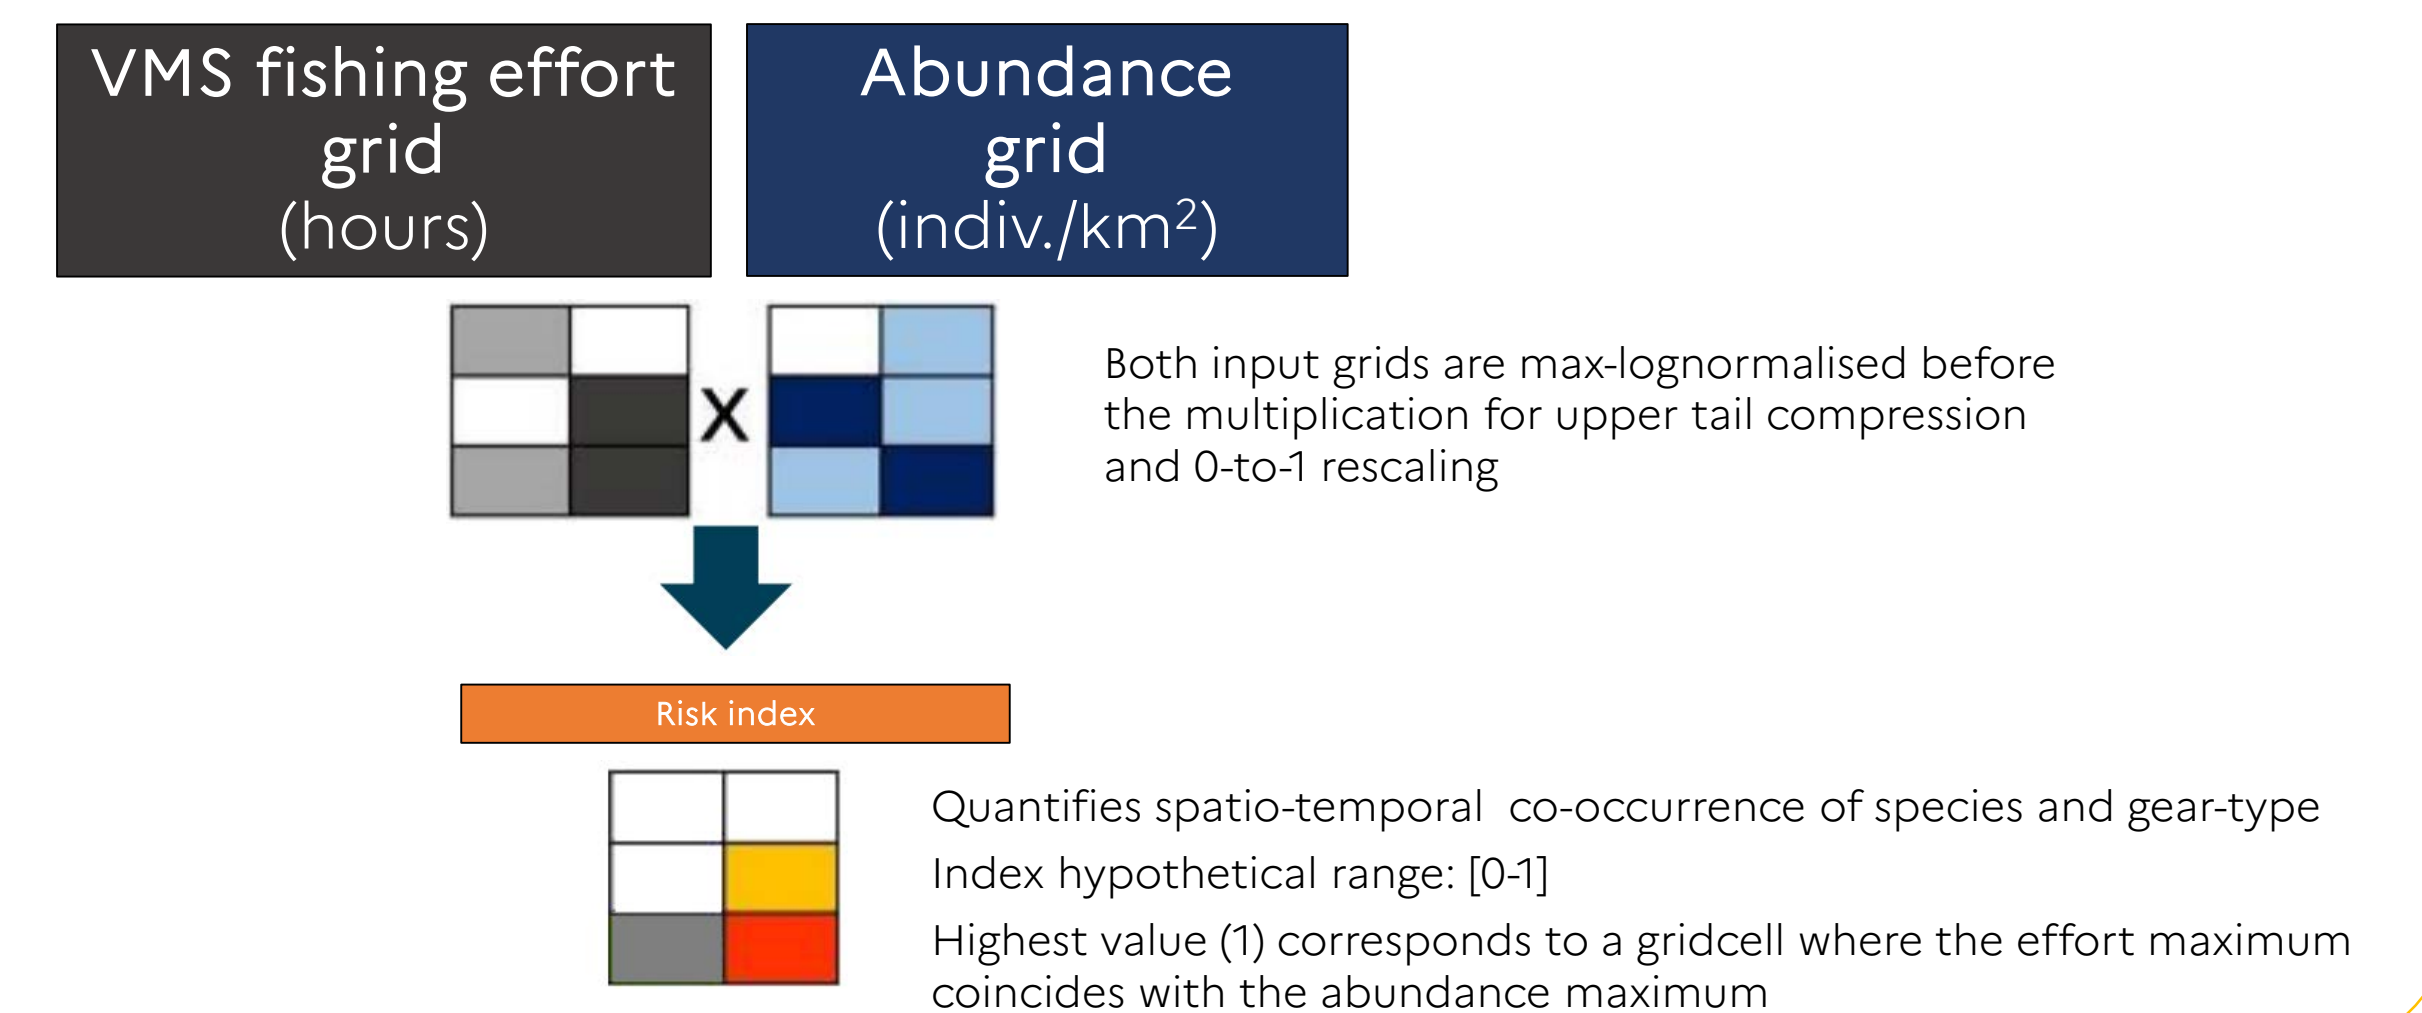 VMS fishing effort
grid
(hours)
Abundance
grid
(indiv./km²)
X
Both input grids are max-lognormalised before
the multiplication for upper tail compression
and 0-to-1 rescaling
Risk index
Quantifies spatio-temporal  co-occurrence of species and gear-type
Index hypothetical range: [0-1]
Highest value (1) corresponds to a gridcell where the effort maximum
coincides with the abundance maximum